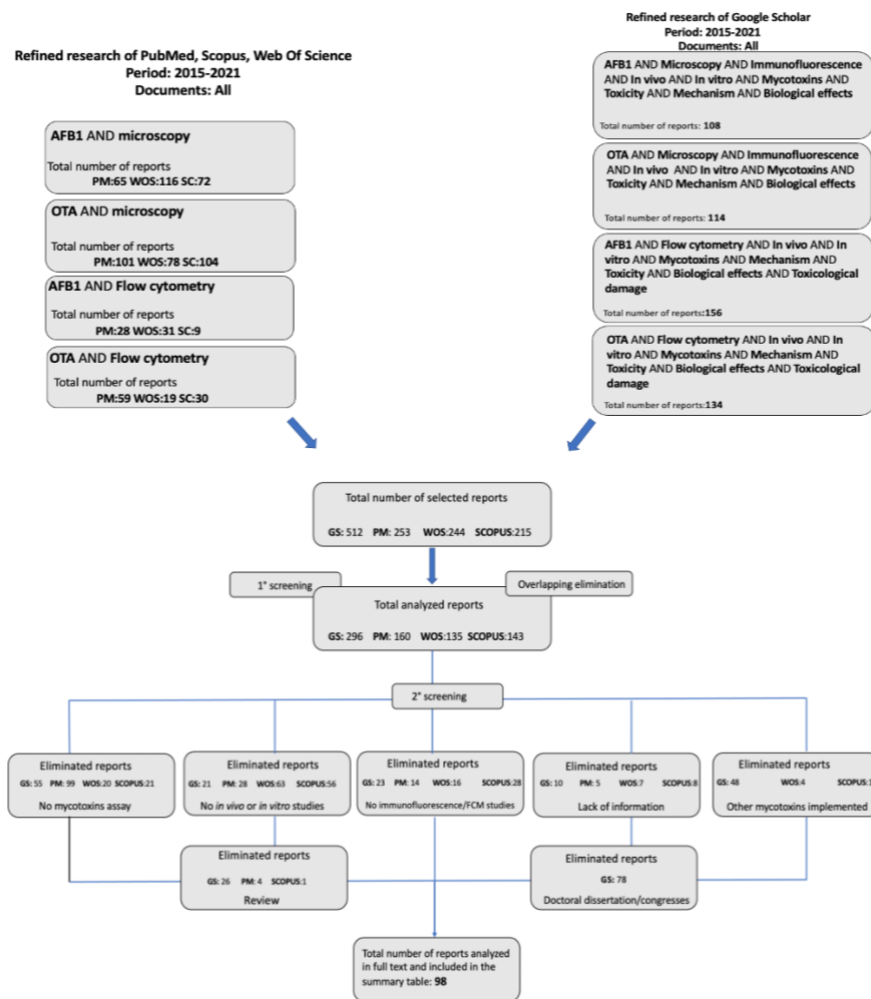 Refined research of PubMed, Scopus, Web Of Science
Period: 2015-2021
Documents: All
AFB1 AND microscopy
Total number of reports
PM:65 WOS:116 SC:72
OTA AND microscopy
Total number of reports
PM:101 WOS:78 SC:104
AFB1 AND Flow cytometry
Total number of reports
PM:28 WOS:31 SC:9
OTA AND Flow cytometry
Total number of reports
PM:59 WOS:19 SC:30
Refined research of Google Scholar
Period: 2015-2021
Documents: All
AFB1 AND Microscopy AND Immunofluorescence
AND In vivo AND In vitro AND Mycotoxins AND
Toxicity AND Mechanism AND Biological effects
Total number of reports: 108
OTA AND Microscopy AND Immunofluorescence
AND In vivo AND In vitro AND Mycotoxins AND
Toxicity AND Mechanism AND Biological effects
Total number of reports: 114
AFB1 AND Flow cytometry AND In vivo AND In
vitro AND Mycotoxins AND Mechanism AND
Toxicity AND Biological effects AND Toxicological
damage
Total number of reports:156
OTA AND Flow cytometry AND In vivo AND In
vitro AND Mycotoxins AND Mechanism AND
Toxicity AND Biological effects AND Toxicological
damage
Total number of reports:134
Total number of selected reports
GS: 512 PM: 253 WOS:244 SCOPUS:215
1° screening
Overlapping elimination
Total analyzed reports
GS: 296 PM: 160 WOS:135 SCOPUS:143
2° screening
Eliminated reports
GS: 55 PM: 99 WOS:20 SCOPUS:21
No mycotoxins assay
Eliminated reports
GS: 21 PM: 28 WOS:63 SCOPUS:56
No in vivo or in vitro studies
Eliminated reports
GS: 23 PM: 14 WOS:16 SCOPUS:28
No immunofluorescence/FCM studies
Eliminated reports
GS: 10 PM: 5 WOS:7 SCOPUS:8
Lack of information
Eliminated reports
GS: 48 WOS:4 SCOPUS:1
Other mycotoxins implemented
Eliminated reports
GS: 26 PM: 4 SCOPUS:1
Review
Eliminated reports
GS: 78
Doctoral dissertation/congresses
Total number of reports analyzed
in full text and included in the
summary table: 98